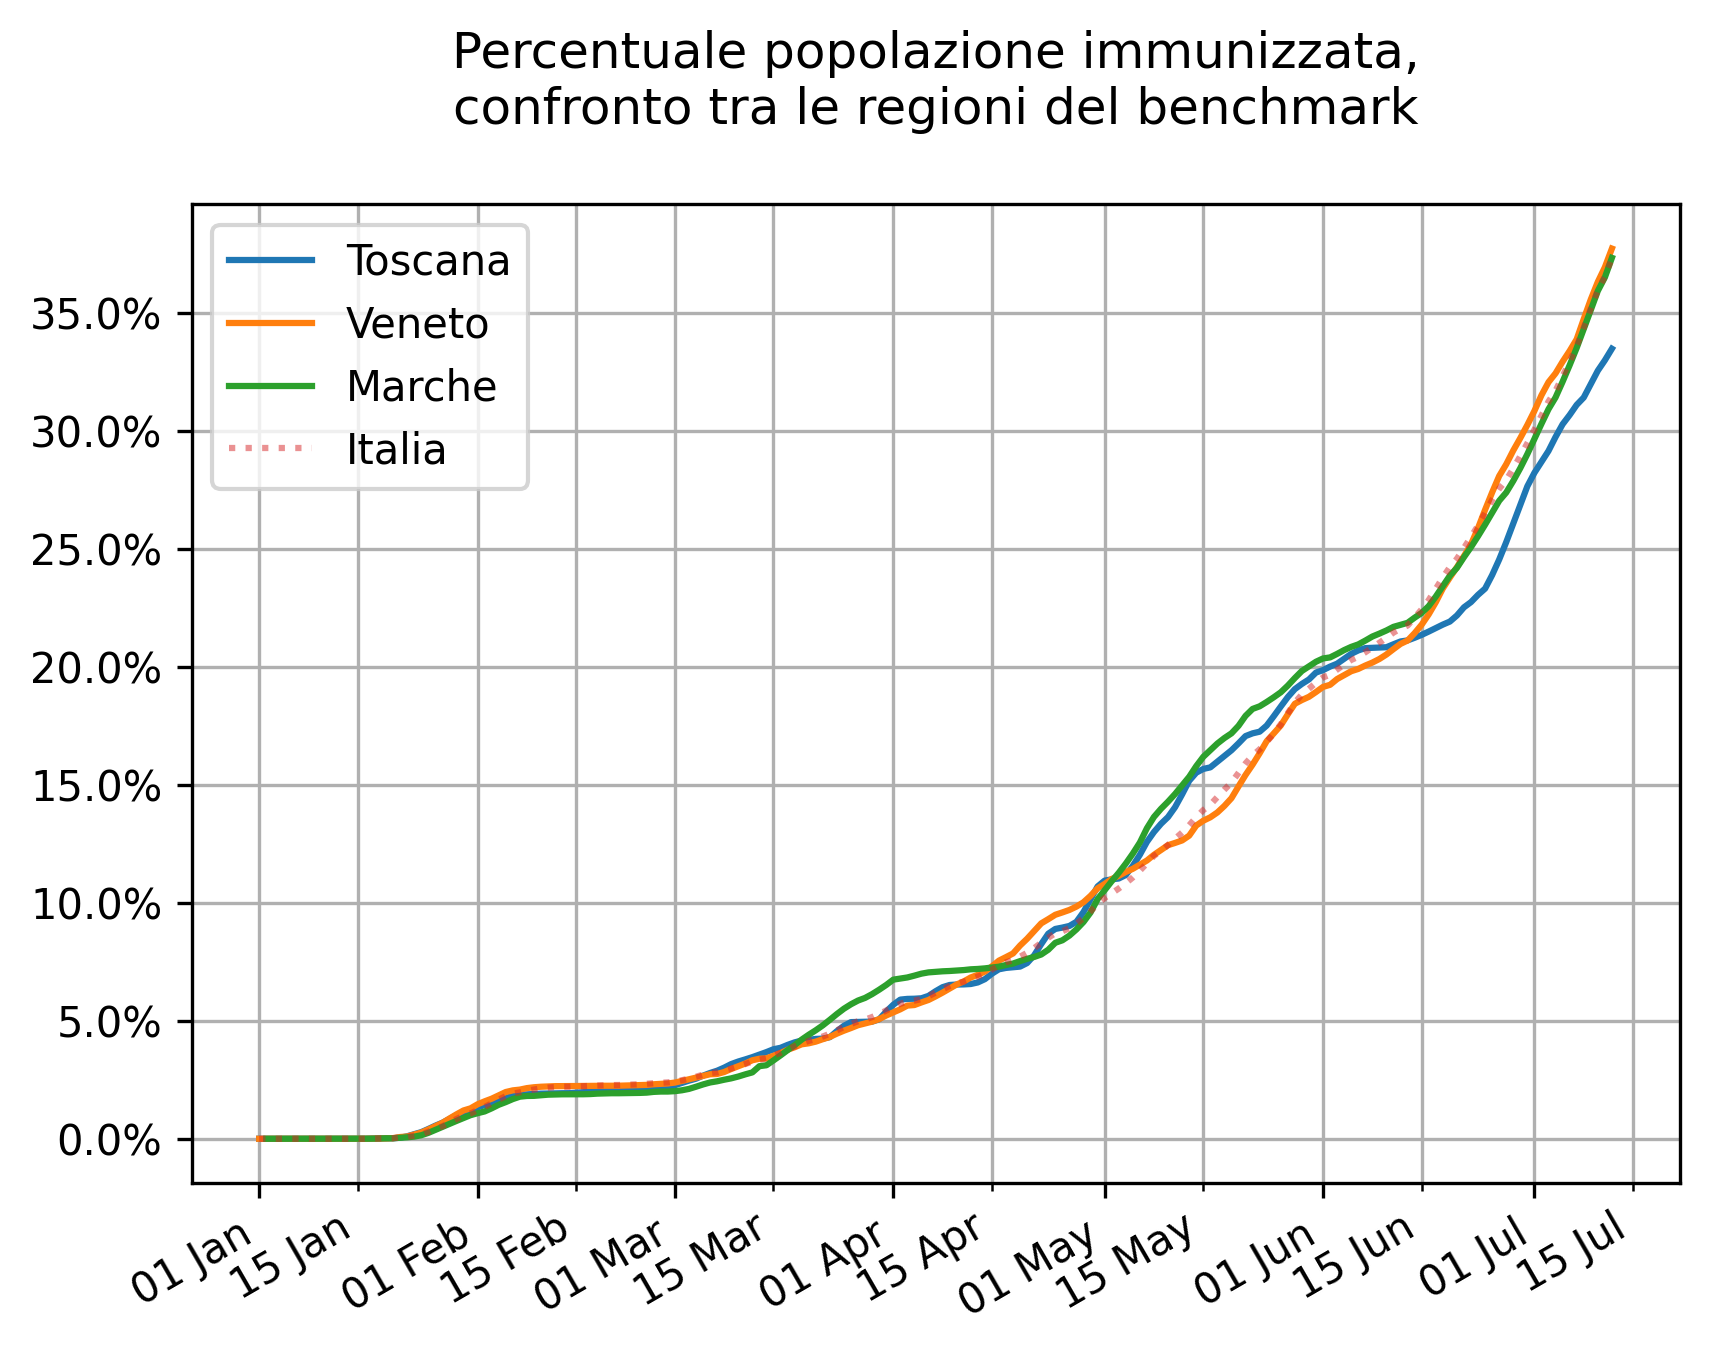 Percentuale popolazione immunizzata,
confronto tra le regioni del benchmark
Toscana
Veneto
Marche
Italia
35.0%
30.0%
25.0%
20.0%
15.0%
10.0%
5.0%
0.0%
01 Jan
15 Jan
01 Feb
15 Feb
01 Mar
15 Mar
01 Apr
15 Apr
01 May
15 May
01 Jun
15 Jun
01 Jul
15 Jul